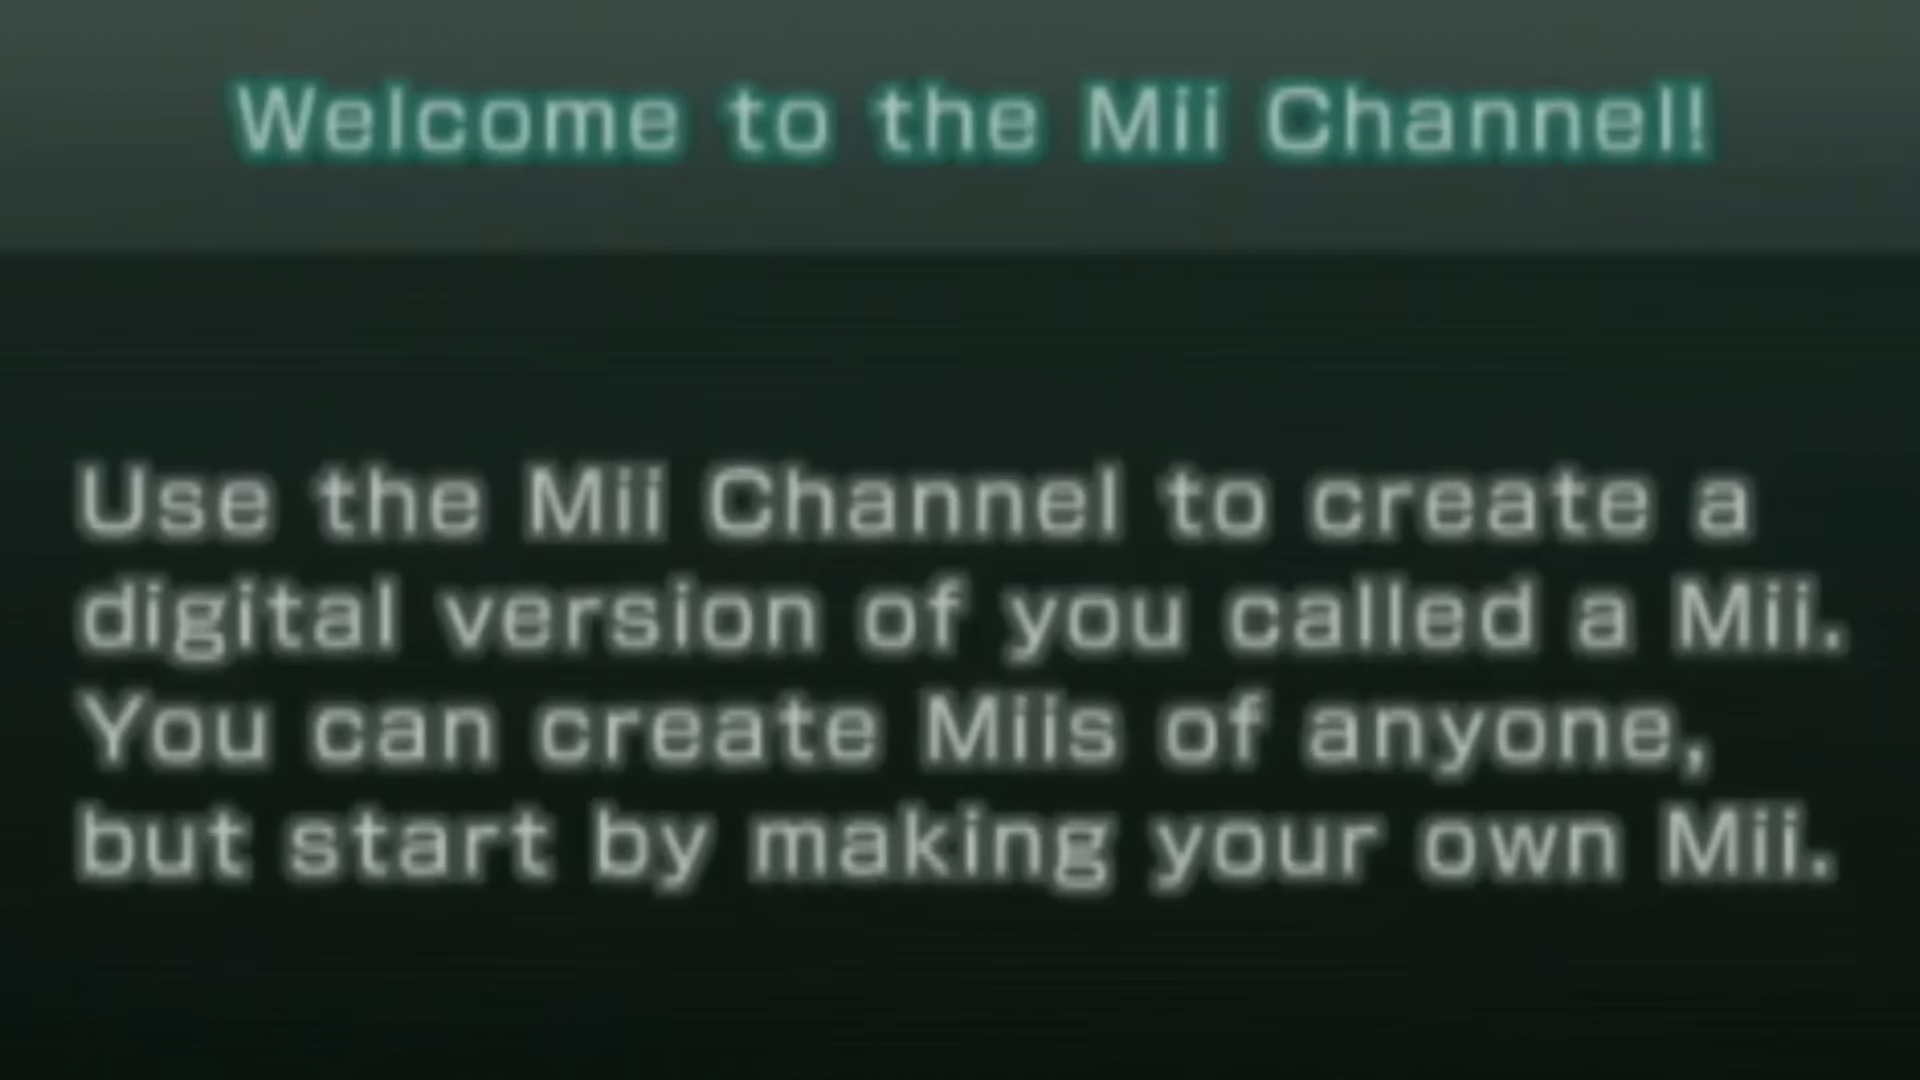 Welcome to the Mii Channel!
Use the Mii Channel to create a
digital version of you called a Mii.
You can create Miis of anyone,
but start by making your own Mii.